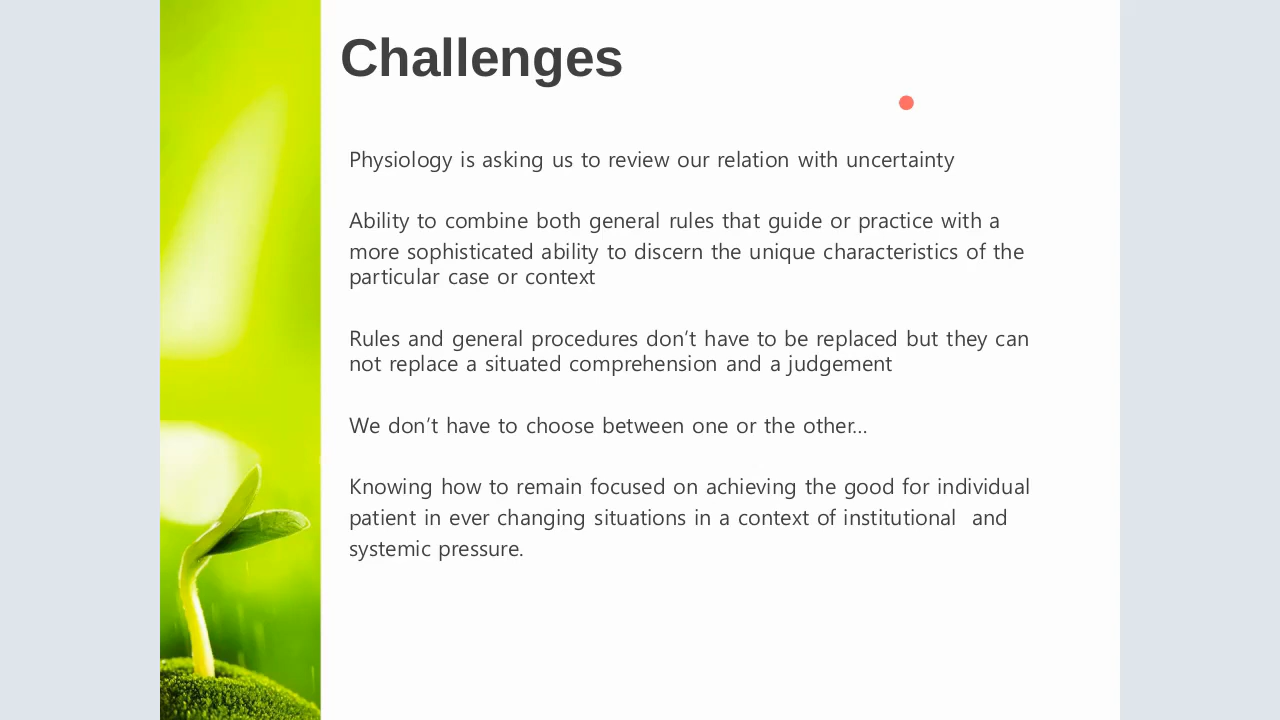 Challenges
Physiology is asking us to review our relation with uncertainty
Ability to combine both general rules that guide or practice with a
more sophisticated ability to discern the unique characteristics of the
particular case or context
Rules and general procedures don’t have to be replaced but they can
not replace a situated comprehension and a judgement
We don’t have to choose between one or the other…
Knowing how to remain focused on achieving the good for individual
patient in ever changing situations in a context of institutional  and
systemic pressure.